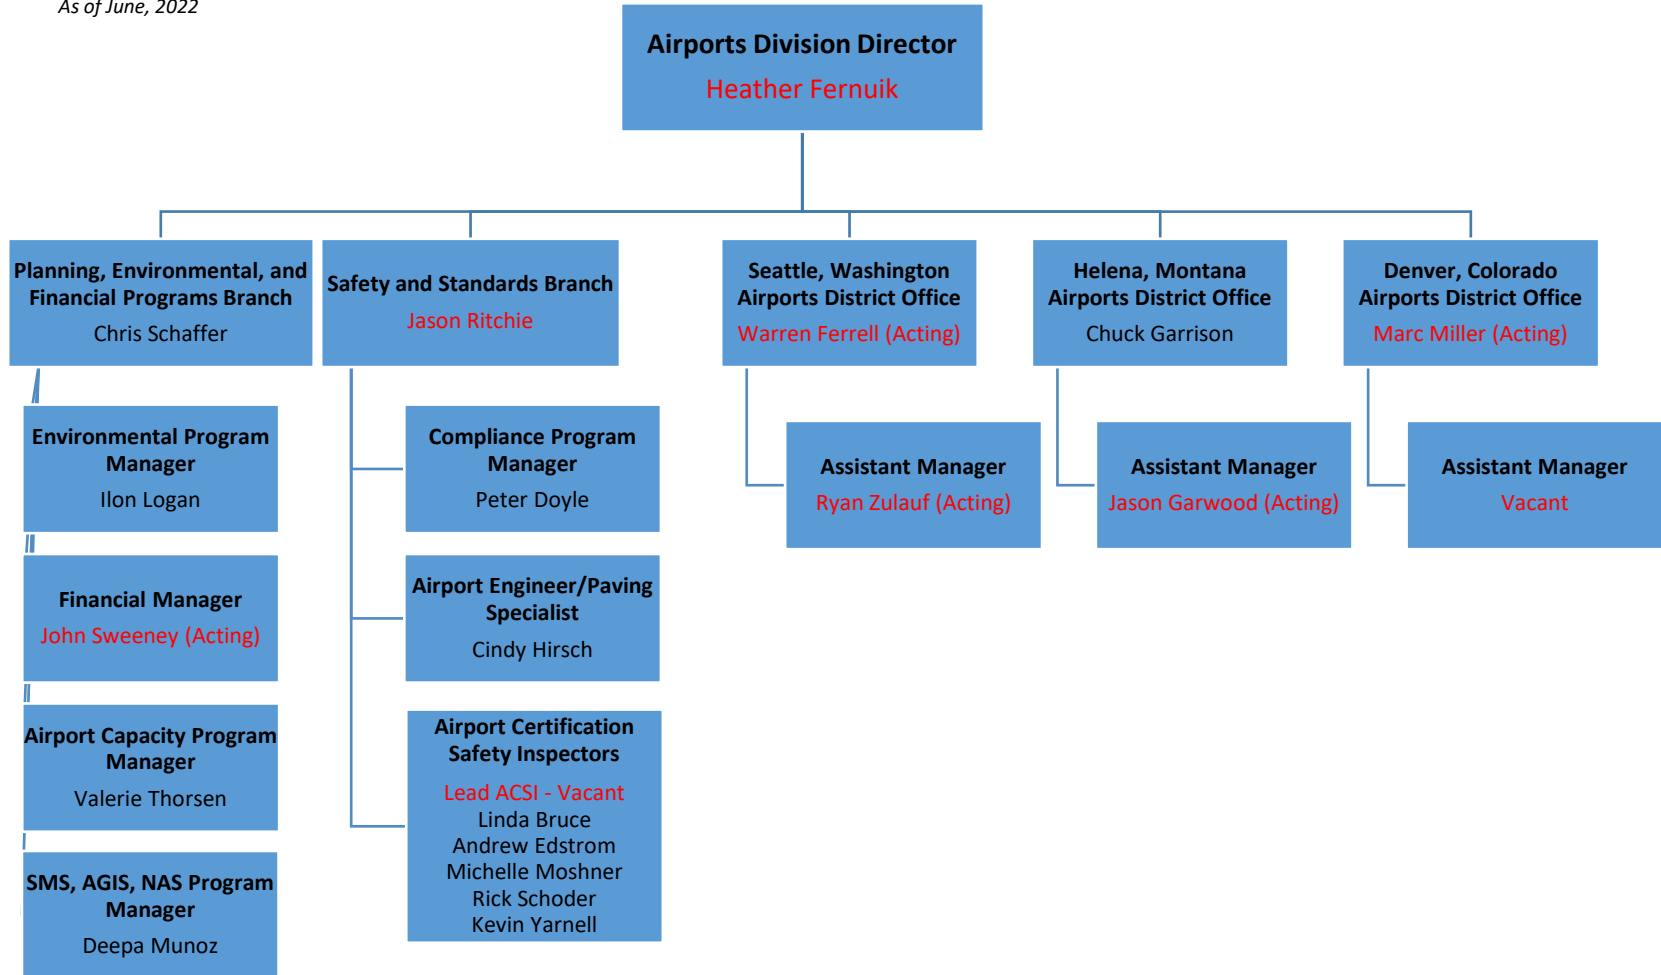 As of June, 2022
Airports Division Director
Heather Fernuik
Planning, Environmental, and
Financial Programs Branch
Chris Schaffer
Safety and Standards Branch
Jason Ritchie
Seattle, Washington
Airports District Office
Warren Ferrell (Acting)
Helena, Montana
Airports District Office
Chuck Garrison
Denver, Colorado
Airports District Office
Marc Miller (Acting)
Environmental Program
Manager
Ilon Logan
Financial Manager
John Sweeney (Acting)
Airport Capacity Program
Manager
Valerie Thorsen
SMS, AGIS, NAS Program
Manager
Deepa Munoz
Compliance Program
Manager
Peter Doyle
Airport Engineer/Paving
Specialist
Cindy Hirsch
Airport Certification
Safety Inspectors
Lead ACSI - Vacant
Linda Bruce
Andrew Edstrom
Michelle Moshner
Rick Schoder
Kevin Yarnell
Assistant Manager
Ryan Zulauf (Acting)
Assistant Manager
Jason Garwood (Acting)
Assistant Manager
Vacant